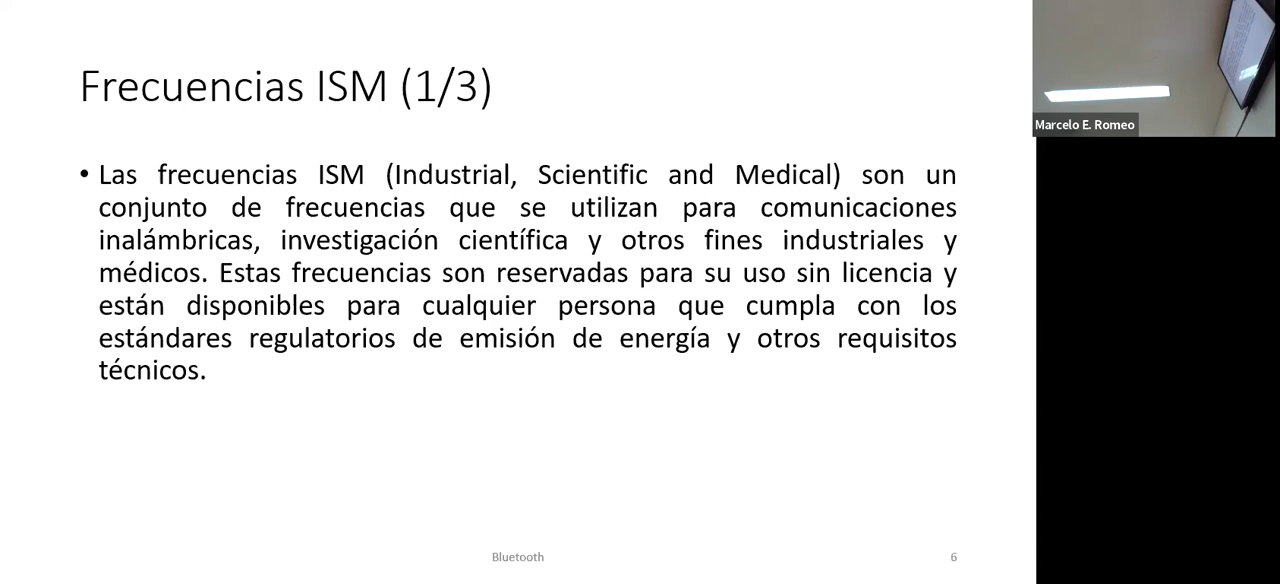 Frecuencias ISM (1/3)
• Las frecuencias ISM (Industrial, Scientific and Medical) son un
conjunto de frecuencias que se utilizan para comunicaciones
inalámbricas, investigación científica y otros fines industriales y
médicos. Estas frecuencias son reservadas para su uso sin licencia y
están disponibles para cualquier persona que cumpla con los
estándares regulatorios de emisión de energía y otros requisitos
técnicos.
Bluetooth
6
Marcelo E. Romeo